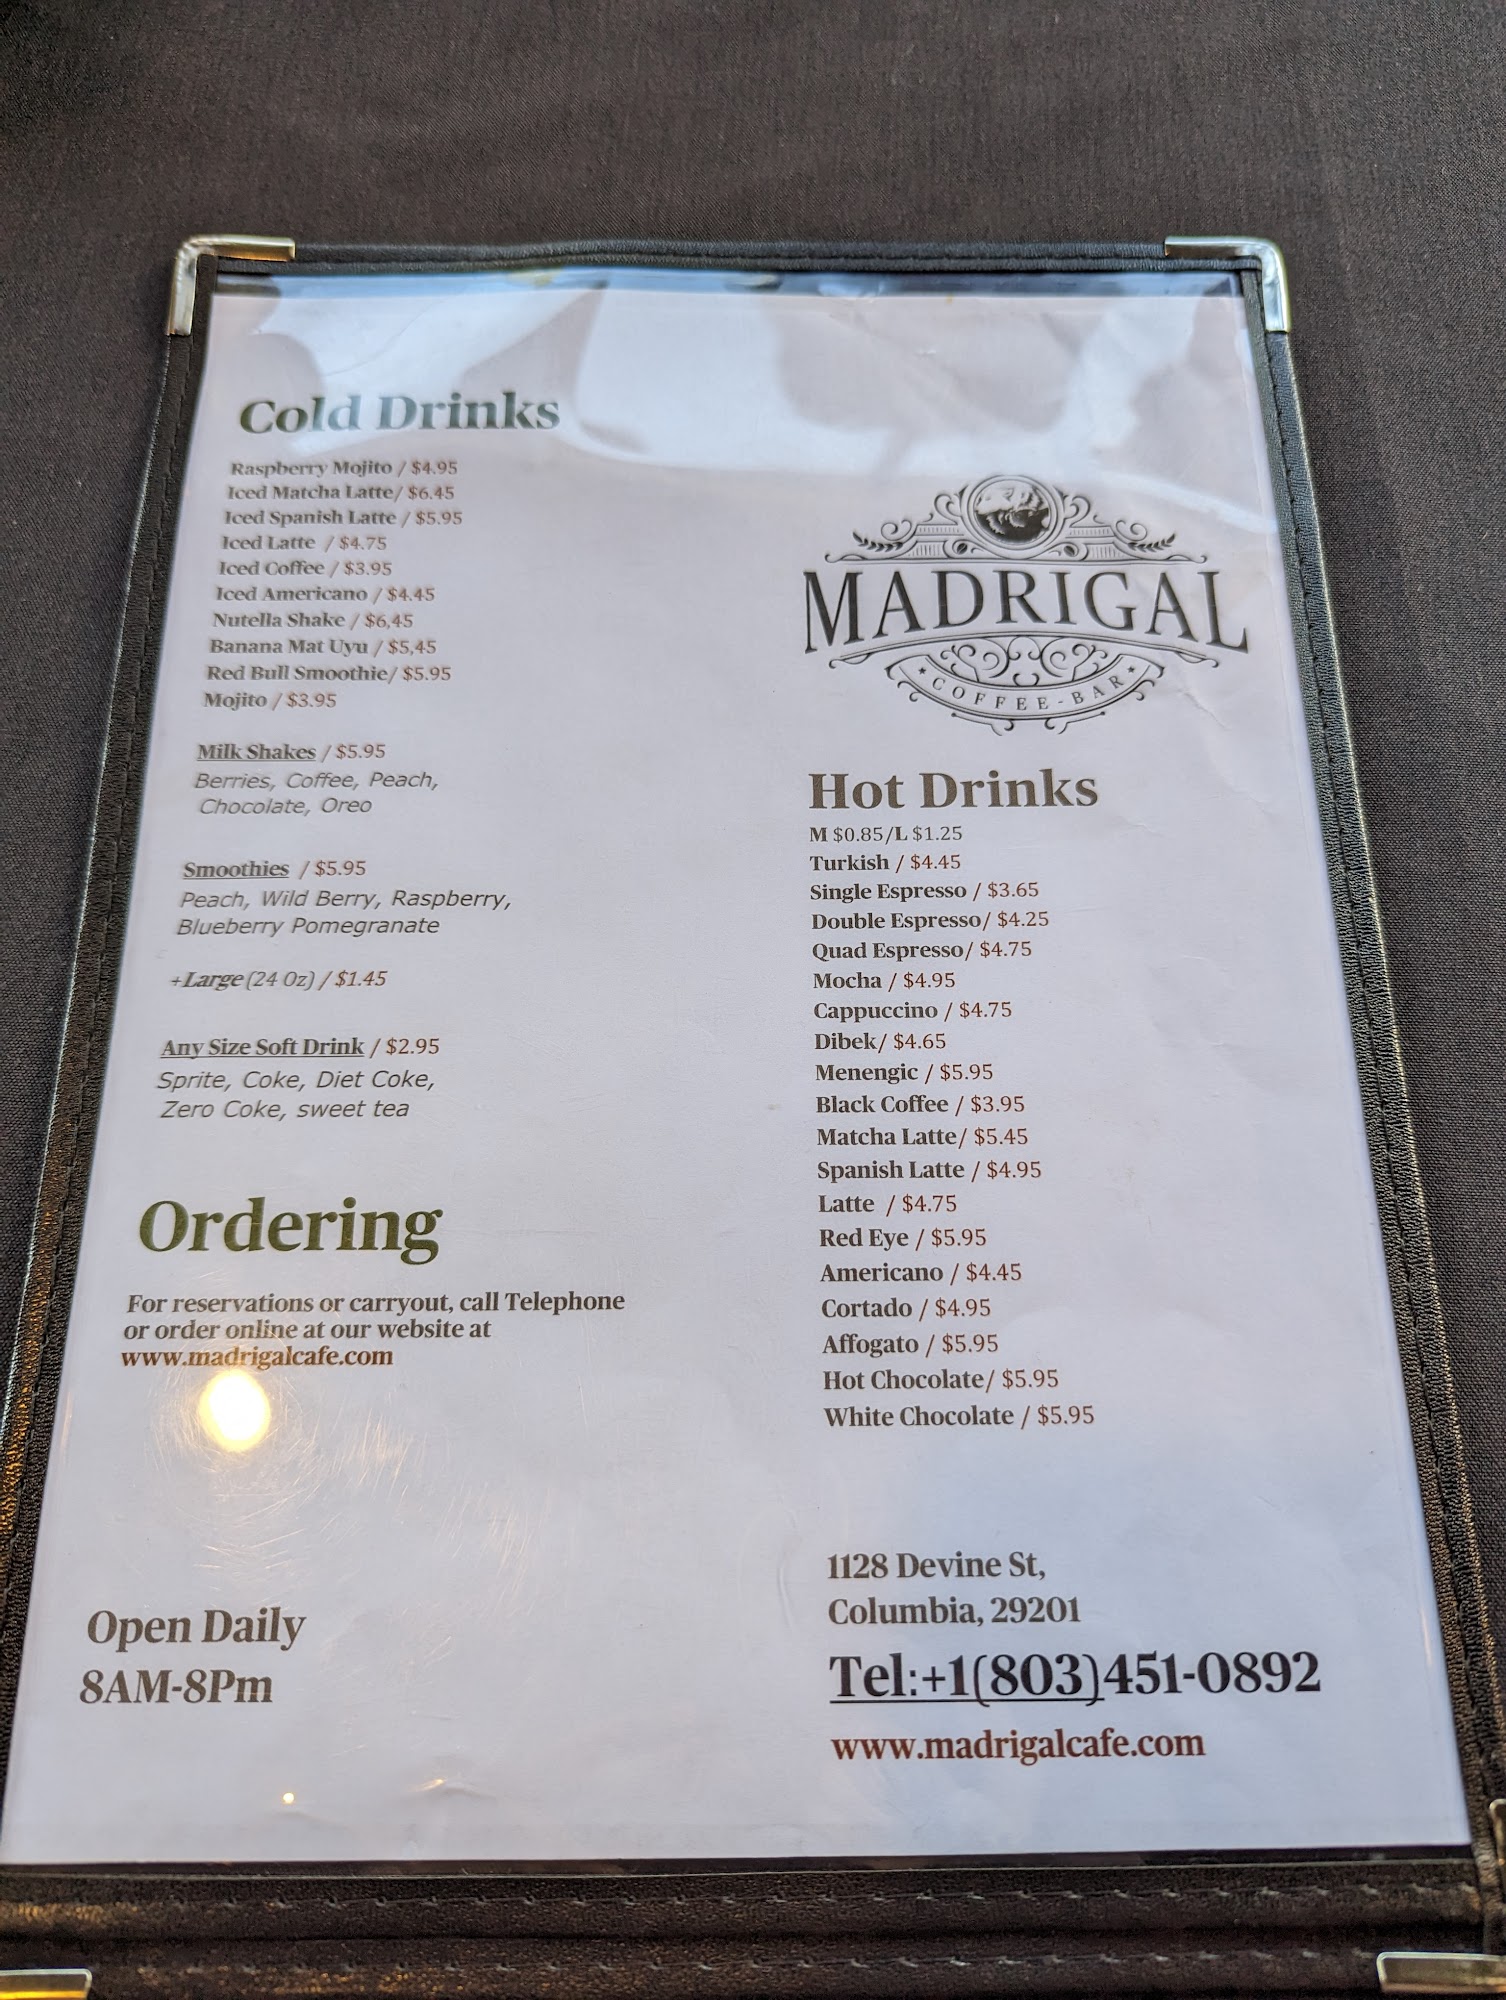 Cold Drinks
Raspberry Mojito / $4.95
Iced Matcha Latte/ $6.45
Iced Spanish Latte / $5.95
Iced Latte / $4.75
Iced Coffee / $3.95
Iced Americano / $4.45
Nutella Shake / $6,45
Banana Mat Uyu / $5,45
Red Bull Smoothie/ $5.95
Mojito / $3.95
Milk Shakes / $5.95
Berries, Coffee, Peach,
Chocolate, Oreo
Smoothies / $5.95
Peach, Wild Berry, Raspberry,
Blueberry Pomegranate
+Large (24 Oz) / $1.45
Any Size Soft Drink / $2.95
Sprite, Coke, Diet Coke,
Zero Coke, sweet tea
Ordering
For reservations or carryout, call Telephone
or order online at our website at
www.madrigalcafe.com
Open Daily
8AM-8Pm
MADRIGAL
COFFEE-BAR
Hot Drinks
M $0.85/L $1.25
Turkish / $4.45
Single Espresso / $3.65
Double Espresso/ $4.25
Quad Espresso/ $4.75
Mocha / $4.95
Cappuccino / $4.75
Dibek/ $4.65
Menengic / $5.95
Black Coffee / $3.95
Matcha Latte/ $5.45
Spanish Latte / $4.95
Latte / $4.75
Red Eye / $5.95
Americano / $4.45
Cortado / $4.95
Affogato / $5.95
Hot Chocolate/ $5.95
White Chocolate / $5.95
1128 Devine St,
Columbia, 29201
Tel:+1(803)451-0892
www.madrigalcafe.com